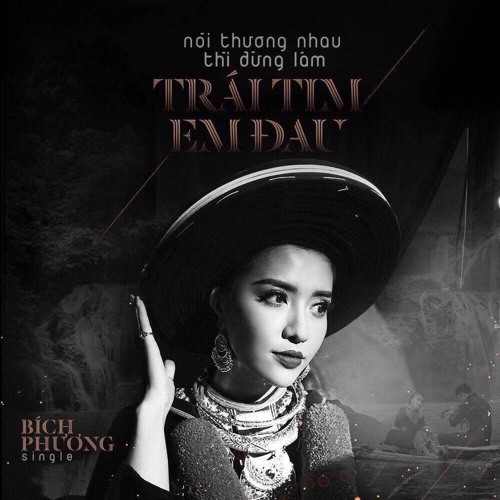 nói thương nhau
thì đừng làm
TRÁI TIM
EM ĐAU
BÍCH
PHƯƠNG
single